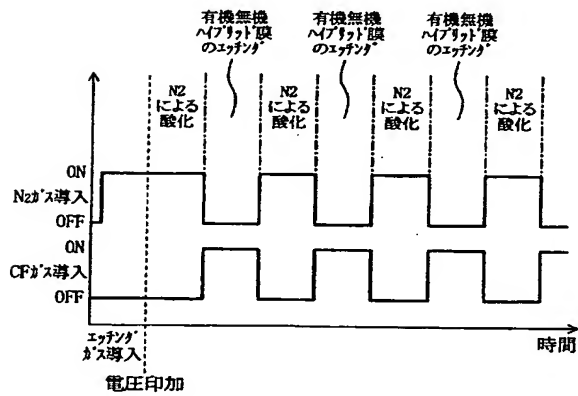 有機無機
ハイブリッド膜
のエッチング
有機無機
ハイブリッド膜
のエッチング
有機無機
ハイブリッド膜
のエッチング
N2
による
酸化
N2
による
酸化
N2
による
酸化
N2
による
酸化
ON
N2ガス導入
OFF
ON
CFガス導入
OFF
エッチング
ガス導入
電圧印加
時間